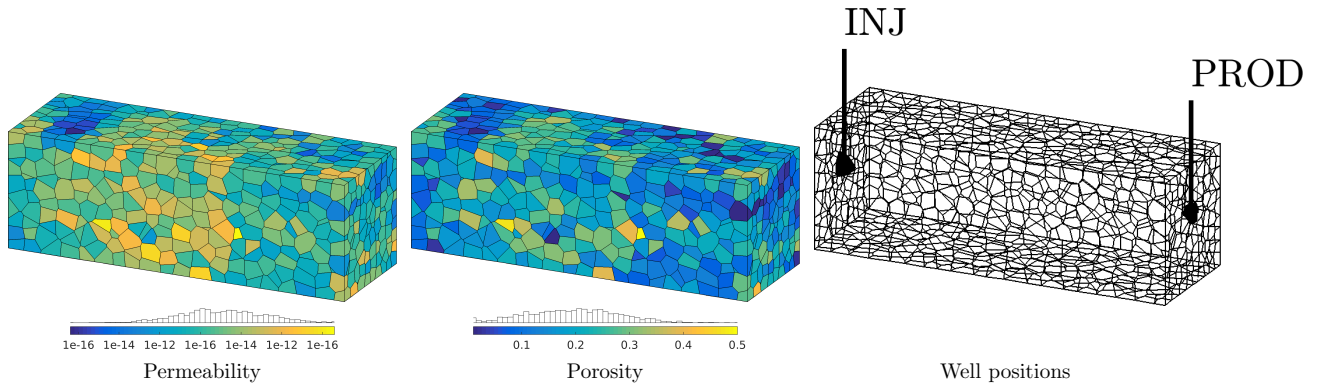 INJ
PROD
1e-16 1e-14 1e-12 1e-16 1e-14 1e-12 1e-16
0.1 0.2 0.3 0.4 0.5
Permeability
Porosity
Well positions